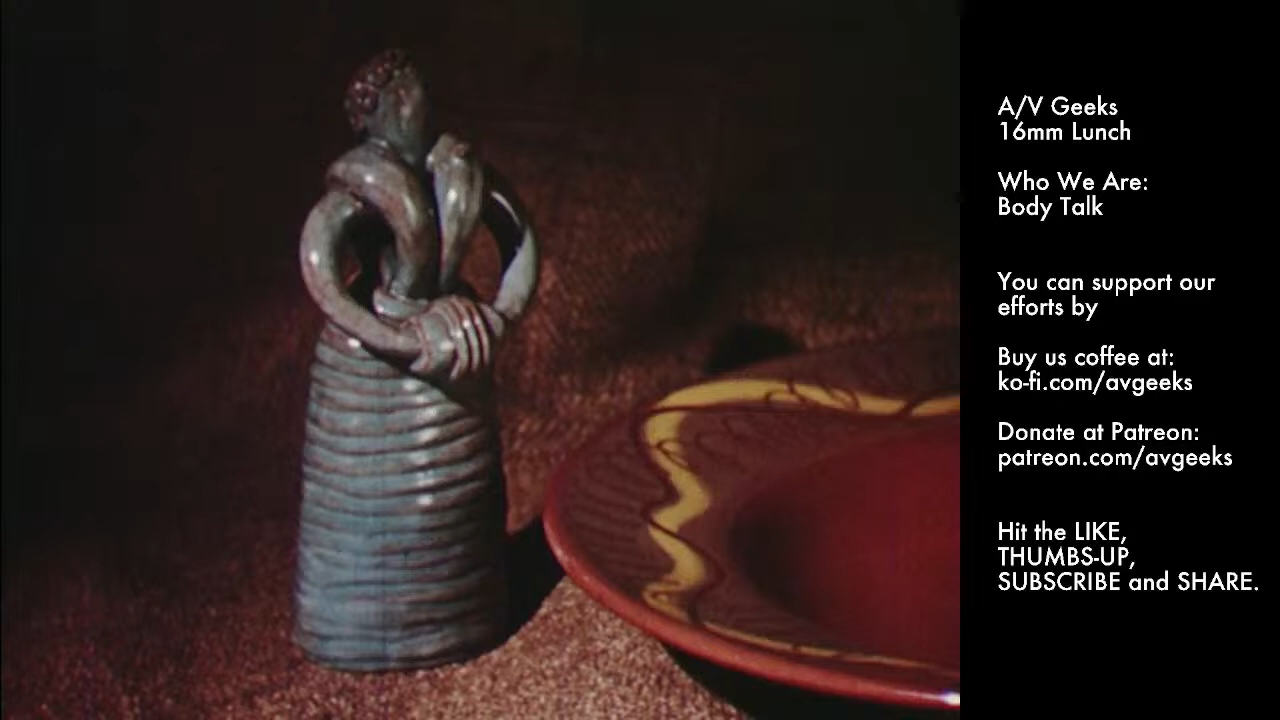 A/V Geeks
16mm Lunch
Who We Are:
Body Talk
You can support our
efforts by
Buy us coffee at:
ko-fi.com/avgeeks
Donate at Patreon:
patreon.com/avgeeks
Hit the LIKE,
THUMBS-UP,
SUBSCRIBE and SHARE.